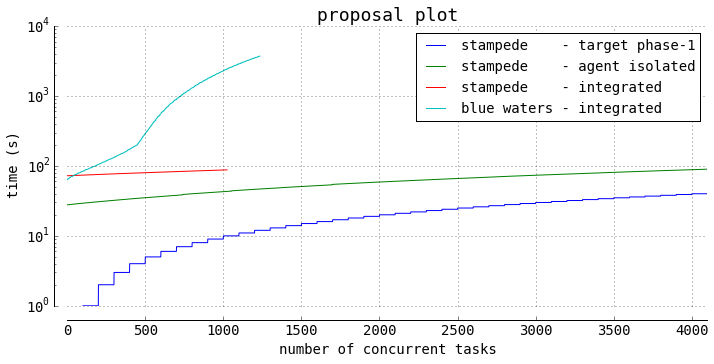 proposal plot
10^4
10^3
10^2
10^1
10^0
time (s)
stampede    - target phase-1
stampede    - agent isolated
stampede    - integrated
blue waters - integrated
0 500 1000 1500 2000 2500 3000 3500 4000
number of concurrent tasks